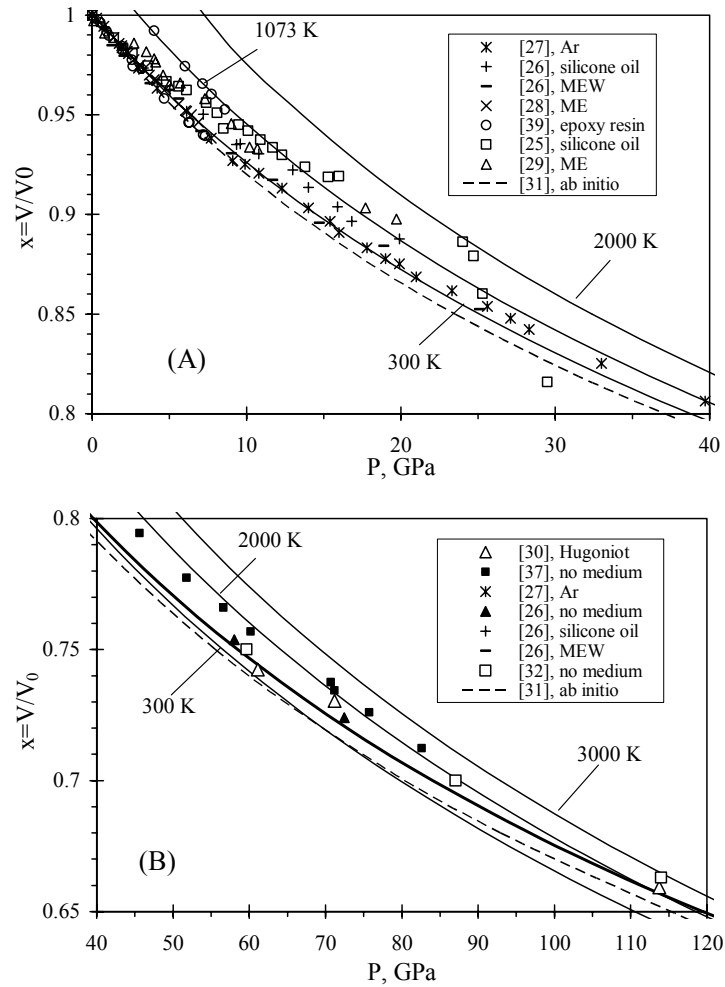 1
0.95
0.9
0.85
0.8
x=V/V0
1073 K
[27], Ar
[26], silicone oil
[26], MEW
[28], ME
[39], epoxy resin
[25], silicone oil
[29], ME
[31], ab initio
2000 K
300 K
(A)
0
10
20
30
40
P, GPa
0.8
0.75
0.7
0.65
x=V/V₀
2000 K
[30], Hugoniot
[37], no medium
[27], Ar
[26], no medium
[26], silicone oil
[26], MEW
[32], no medium
[31], ab initio
300 K
3000 K
(B)
40
50
60
70
80
90
100
110
120
P, GPa